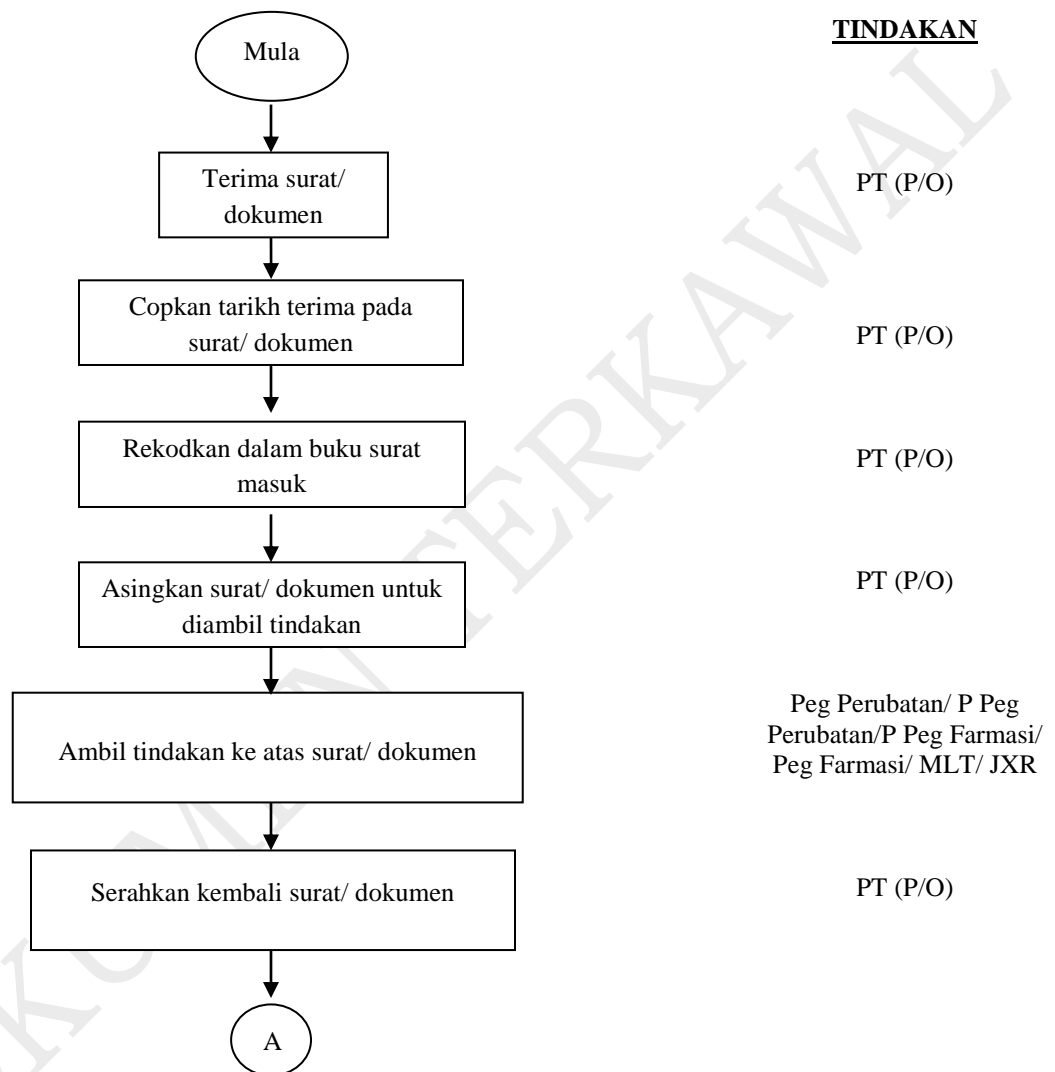 TINDAKAN
Mula
Terima surat/
dokumen
PT (P/O)
Copkan tarikh terima pada
surat/ dokumen
PT (P/O)
Rekodkan dalam buku surat
masuk
PT (P/O)
Asingkan surat/ dokumen untuk
diambil tindakan
PT (P/O)
Ambil tindakan ke atas surat/ dokumen
Peg Perubatan/ P Peg
Perubatan/P Peg Farmasi/
Peg Farmasi/ MLT/ JXR
Serahkan kembali surat/ dokumen
PT (P/O)
A
KUMEN TERKAWAL